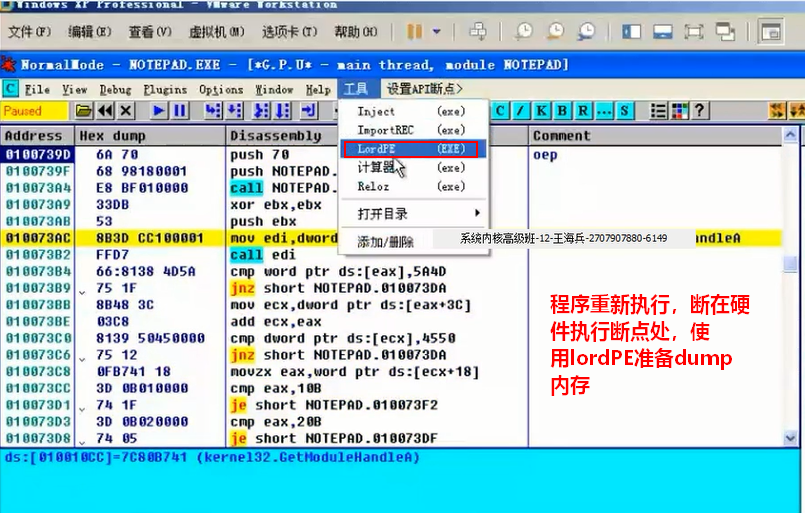 Windows XP Professional - VMware Workstation
文件(F) 编辑(E) 查看(V) 虚拟机(M) 选项卡(T) 帮助(H)
NormalMode - NOTEPAD.EXE - [*G.P.U* - main thread, module NOTEPAD]
C File View Debug Plugins Options Window Help 工具 设置API断点>
Paused C / K B R ... S ?
Address Hex dump Disassembly Comment
0100739D 6A 70 push 70 oep
0100739F 68 98180001 push NOTEPAD.
010073A4 E8 BF010000 call NOTEPAD.
010073A9 33DB xor ebx,ebx
010073AB 53 push ebx
010073AC 8B3D CC100001 mov edi,dword ndleA
010073B2 FFD7 call edi
010073B4 66:8138 4D5A cmp word ptr ds:[eax],5A4D
010073B9 75 1F jnz short NOTEPAD.010073DA
010073BB 8B48 3C mov ecx,dword ptr ds:[eax+3C]
010073BE 03C8 add ecx,eax
010073C0 8139 50450000 cmp dword ptr ds:[ecx],4550
010073C6 75 12 jnz short NOTEPAD.010073DA
010073C8 0FB741 18 movzx eax,word ptr ds:[ecx+18]
010073CC 3D 0B010000 cmp eax,10B
010073D1 74 1F je short NOTEPAD.010073F2
010073D3 3D 0B020000 cmp eax,20B
010073D8 74 05 je short NOTEPAD.010073DF
Inject (exe)
ImportREC (exe)
LordPE (EXE)
计算器 (exe)
Reloz (exe)
打开目录
添加/删除
系统内核高级班-12-王海兵-2707907880-6149
程序重新执行，断在硬
件执行断点处，使
用lordPE准备dump
内存
ds:[010010CC]=7C80B741 (kernel32.GetModuleHandleA)